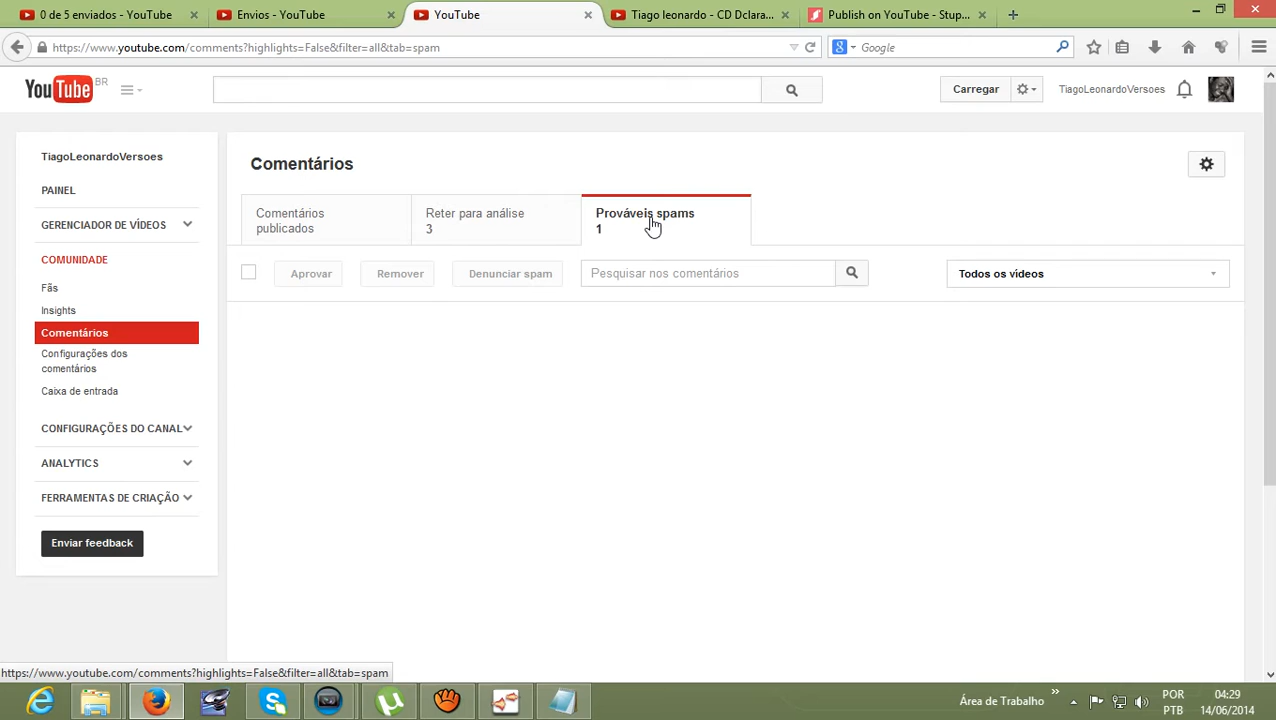 0 de 5 enviados - YouTube
Envios - YouTube
YouTube
Tiago leonardo - CD Dclara...
Publish on YouTube - Stup...
https://www.youtube.com/comments?highlights=False&filter=all&tab=spam
Google
YouTube BR
Carregar
TiagoLeonardoVersoes
TiagoLeonardoVersoes
PAINEL
GERENCIADOR DE VÍDEOS
COMUNIDADE
Fãs
Insights
Comentários
Configurações dos
comentários
Caixa de entrada
CONFIGURAÇÕES DO CANAL
ANALYTICS
FERRAMENTAS DE CRIAÇÃO
Enviar feedback
Comentários
Comentários
publicados
Reter para análise
3
Prováveis spams
1
Aprovar
Remover
Denunciar spam
Pesquisar nos comentários
Todos os videos
https://www.youtube.com/comments?highlights=False&filter=all&tab=spam
Área de Trabalho
POR
PTB
04:29
14/06/2014